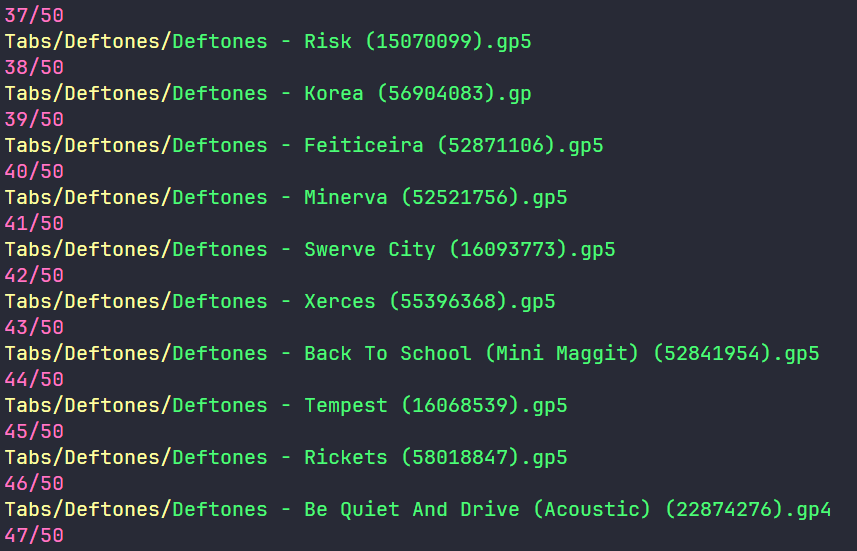 37/50
Tabs/Deftones/Deftones - Risk (15070099).gp5
38/50
Tabs/Deftones/Deftones - Korea (56904083).gp
39/50
Tabs/Deftones/Deftones - Feiticeira (52871106).gp5
40/50
Tabs/Deftones/Deftones - Minerva (52521756).gp5
41/50
Tabs/Deftones/Deftones - Swerve City (16093773).gp5
42/50
Tabs/Deftones/Deftones - Xerces (55396368).gp5
43/50
Tabs/Deftones/Deftones - Back To School (Mini Maggit) (52841954).gp5
44/50
Tabs/Deftones/Deftones - Tempest (16068539).gp5
45/50
Tabs/Deftones/Deftones - Rickets (58018847).gp5
46/50
Tabs/Deftones/Deftones - Be Quiet And Drive (Acoustic) (22874276).gp4
47/50